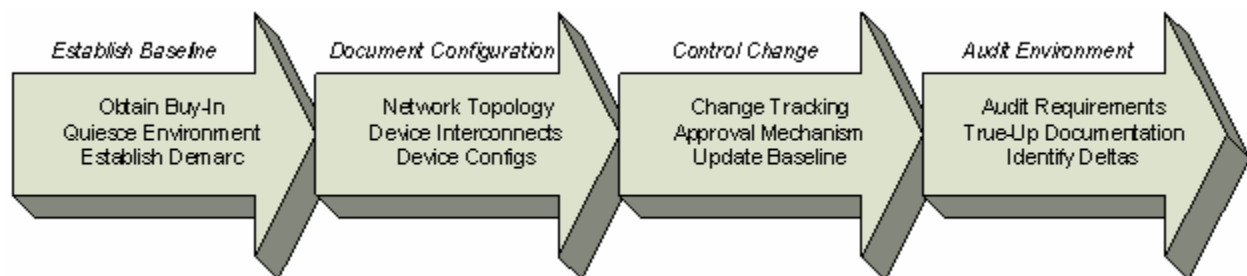 Establish Baseline
Obtain Buy-In
Quiesce Environment
Establish Demarc
Document Configuration
Network Topology
Device Interconnects
Device Configs
Control Change
Change Tracking
Approval Mechanism
Update Baseline
Audit Environment
Audit Requirements
True-Up Documentation
Identify Deltas